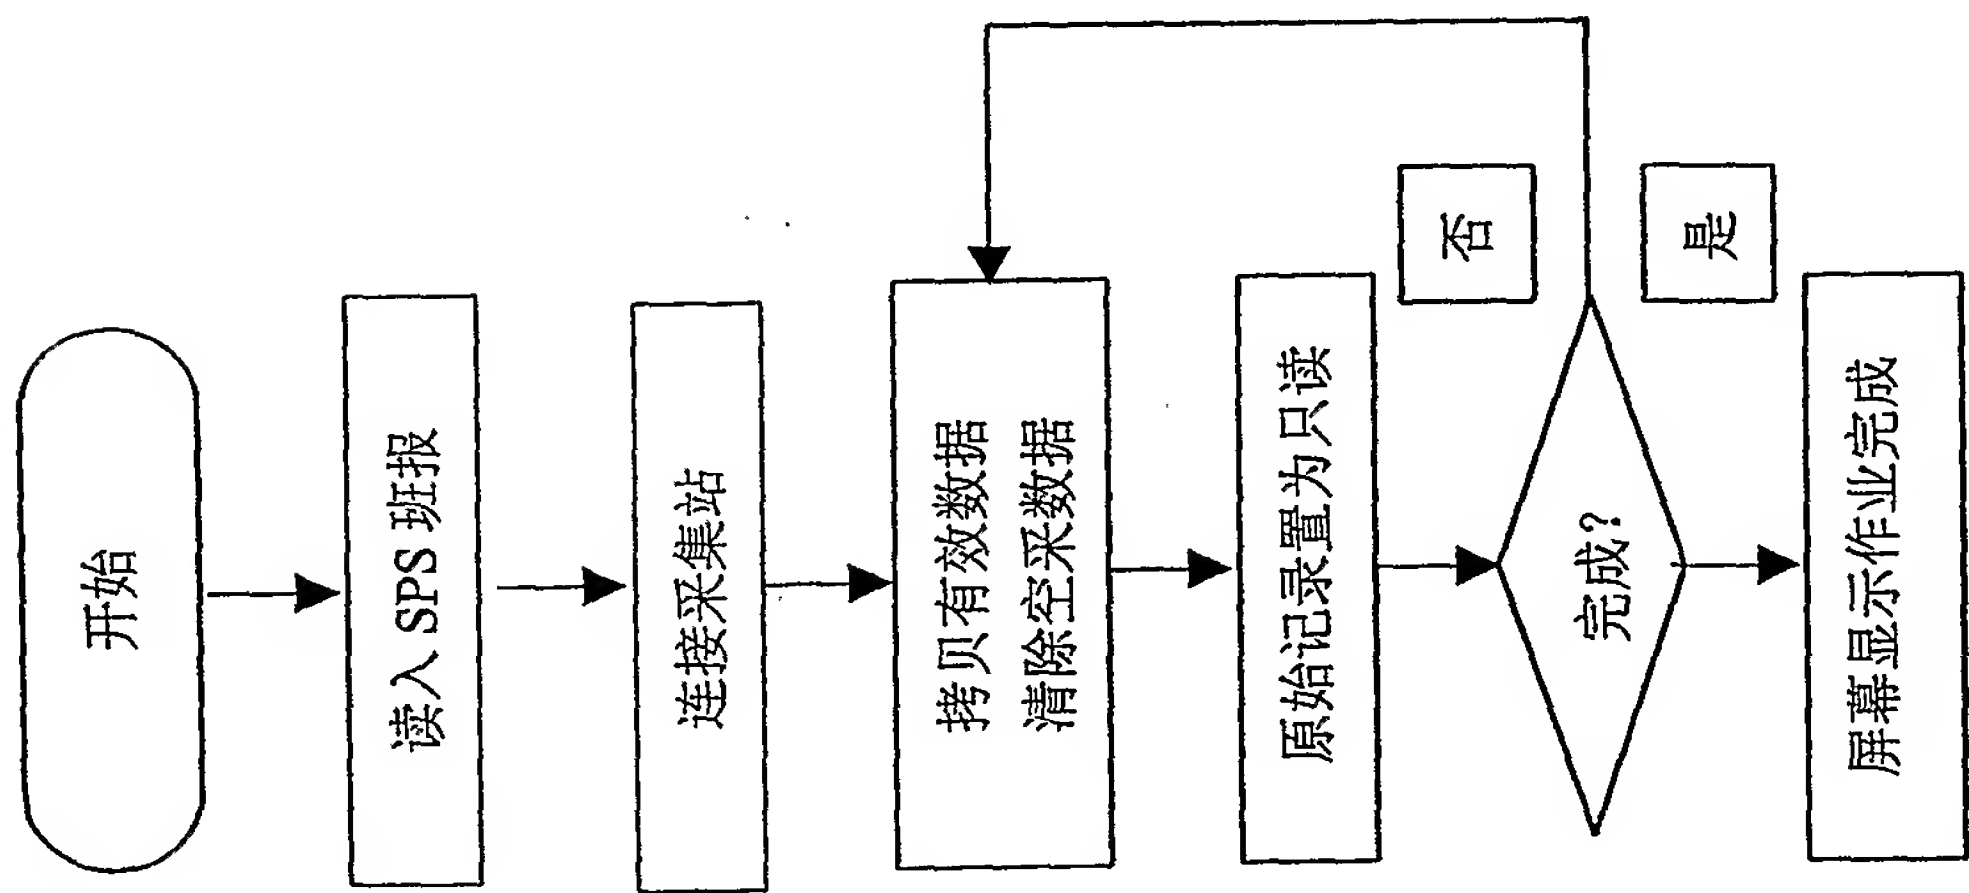 开始
读入 SPS 班报
连接采集站
拷贝有效数据
清除空采数据
原始记录置为只读
否
完成?
是
屏幕显示作业完成